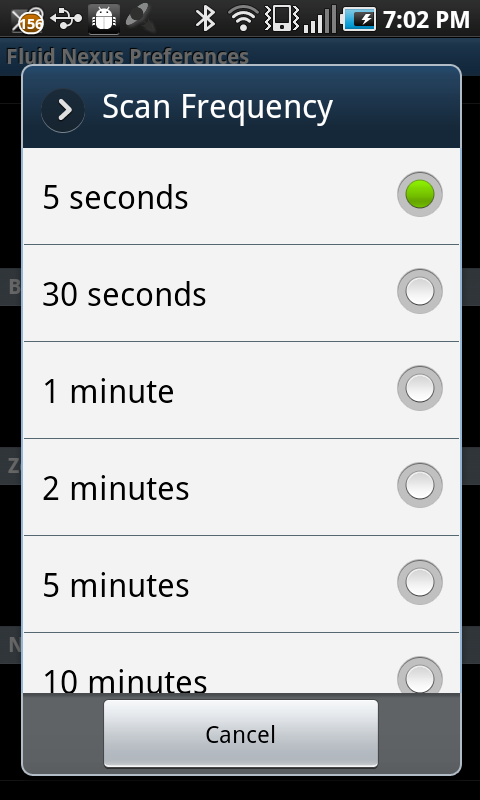 156
7:02 PM
Fluid Nexus Preferences
Scan Frequency
5 seconds
30 seconds
1 minute
2 minutes
5 minutes
10 minutes
Cancel